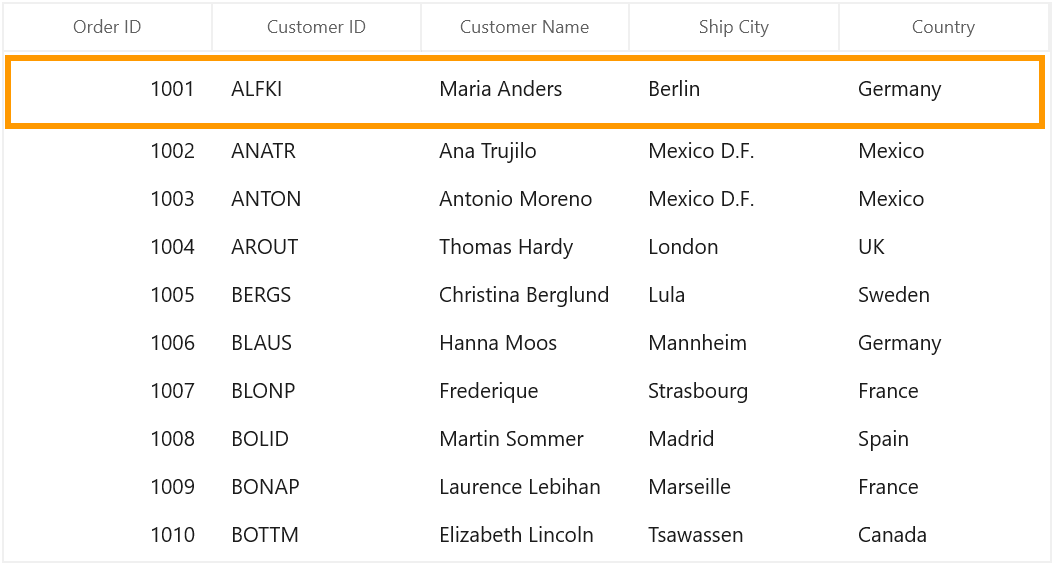 Order ID Customer ID Customer Name Ship City Country
1001 ALFKI Maria Anders Berlin Germany
1002 ANATR Ana Trujilo Mexico D.F. Mexico
1003 ANTON Antonio Moreno Mexico D.F. Mexico
1004 AROUT Thomas Hardy London UK
1005 BERGS Christina Berglund Lula Sweden
1006 BLAUS Hanna Moos Mannheim Germany
1007 BLONP Frederique Strasbourg France
1008 BOLID Martin Sommer Madrid Spain
1009 BONAP Laurence Lebihan Marseille France
1010 BOTTM Elizabeth Lincoln Tsawassen Canada